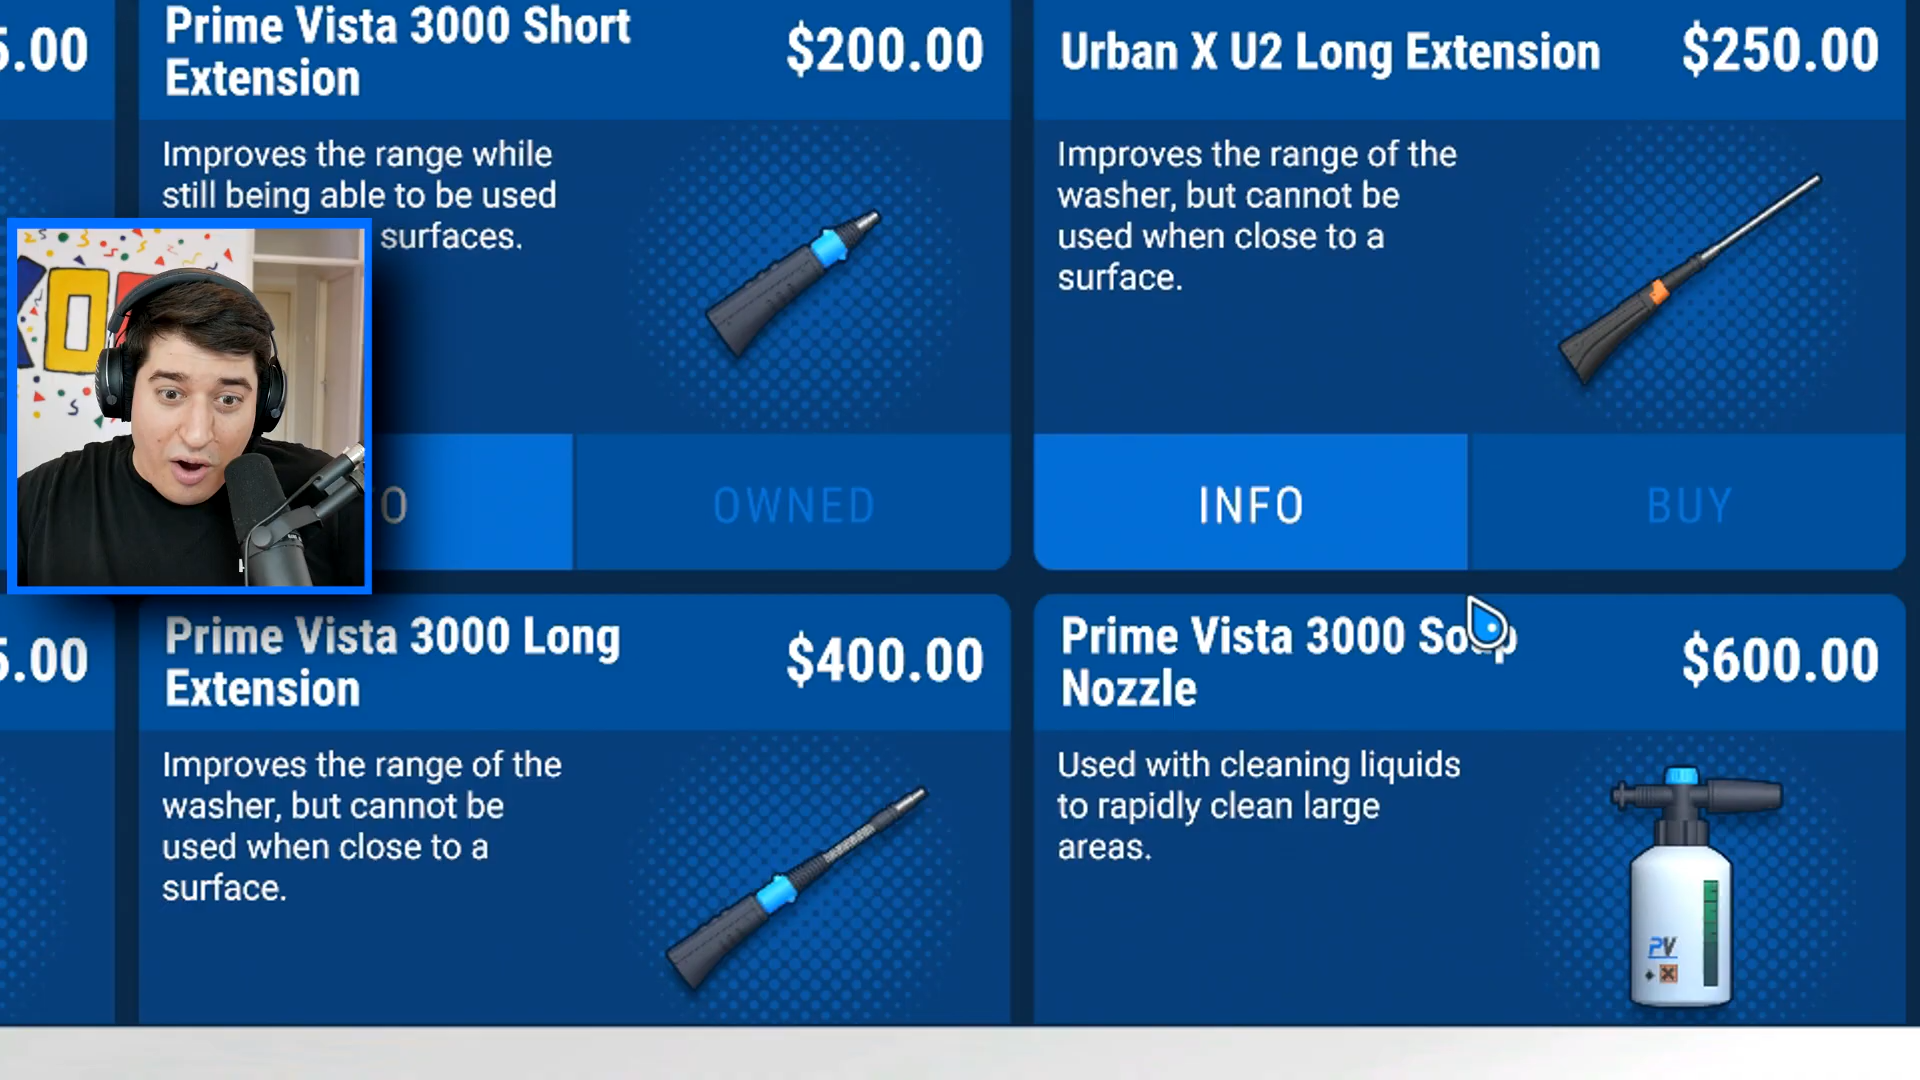 5.00
Prime Vista 3000 Short
Extension
$200.00
Improves the range while
still being able to be used
surfaces.
O
OWNED
Urban X U2 Long Extension
$250.00
Improves the range of the
washer, but cannot be
used when close to a
surface.
INFO
BUY
5.00
Prime Vista 3000 Long
Extension
$400.00
Improves the range of the
washer, but cannot be
used when close to a
surface.
Prime Vista 3000 Soap
Nozzle
$600.00
Used with cleaning liquids
to rapidly clean large
areas.
PV